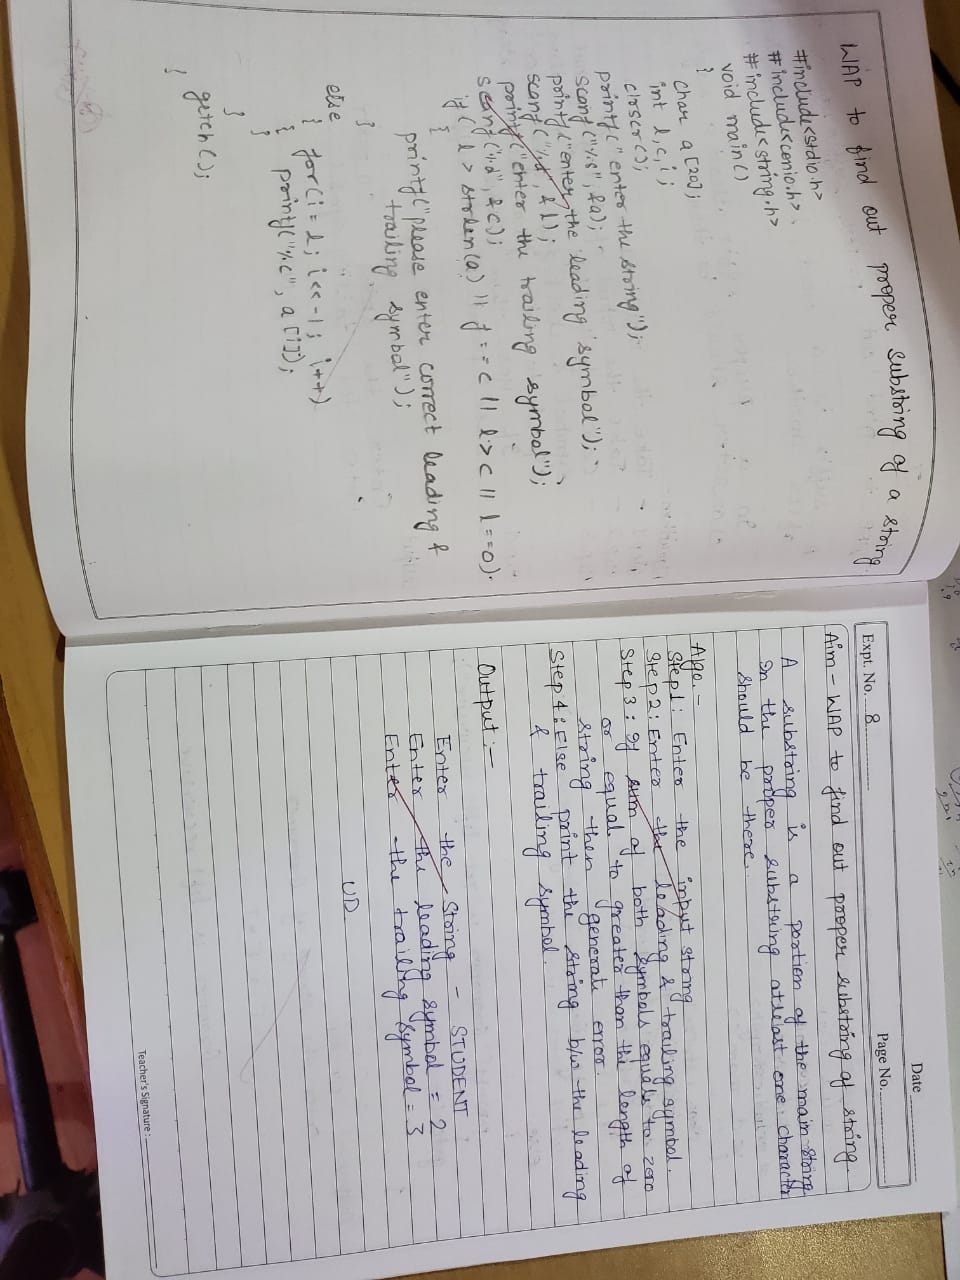 WAP to find out proper substring of a string
#include<stdio.h>
#include<conio.h>
#include<string.h>
void main()
}
char a[20];
int l,c,i;
clrscr();
printf("enter the string");
scanf("%s",&a);
printf("enter the leading symbol");
scanf("%d",&l);
printf("enter the trailing symbol");
scanf("%d",&c);
if(l>strlen(a)||f==c||l>c||l==0).
{
printf("please enter correct leading &
trailing symbol");
}
else
{ for(i=l;i<<-1;i++)
{ printf("%c",a[i]);
}
}
getch();
}
Date
Expt. No. 8
Page No.
Aim - WAP to find out proper substring of string.
A substring is a portion of the main string
In the proper substring atleast one character
should be there.
Algo. -
Step 1: Enter the input string
Step 2: Enter the leading & trailing symbol.
Step 3: If sum of both symbols equals to zero
or equal to greater than the length of
string then generate error.
Step 4: Else print the string b/w the leading
& trailing symbol.
Output :-
Enter the String - STUDENT
Enter the leading symbol = 2
Enter the trailing symbol = 3
UD
Teacher's Signature :